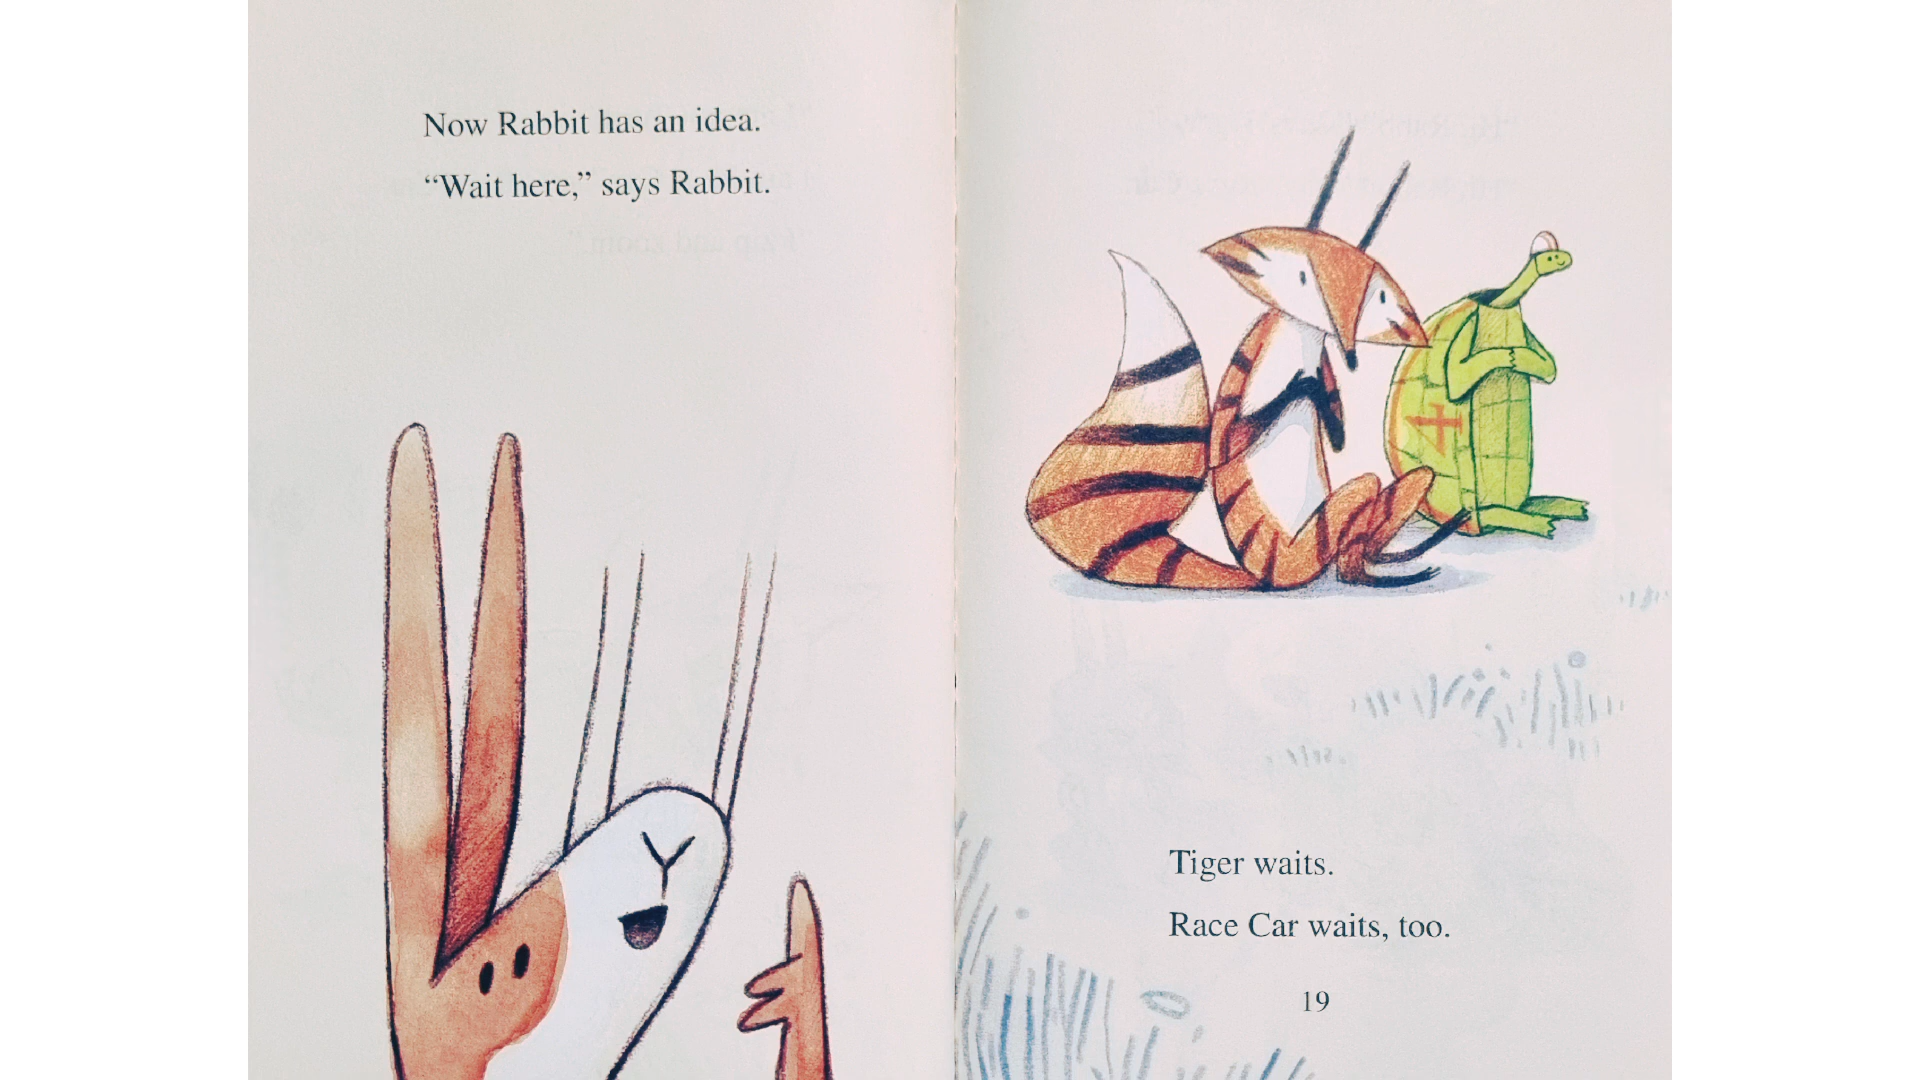 Now Rabbit has an idea.
“Wait here,” says Rabbit.
Tiger waits.
Race Car waits, too.
19